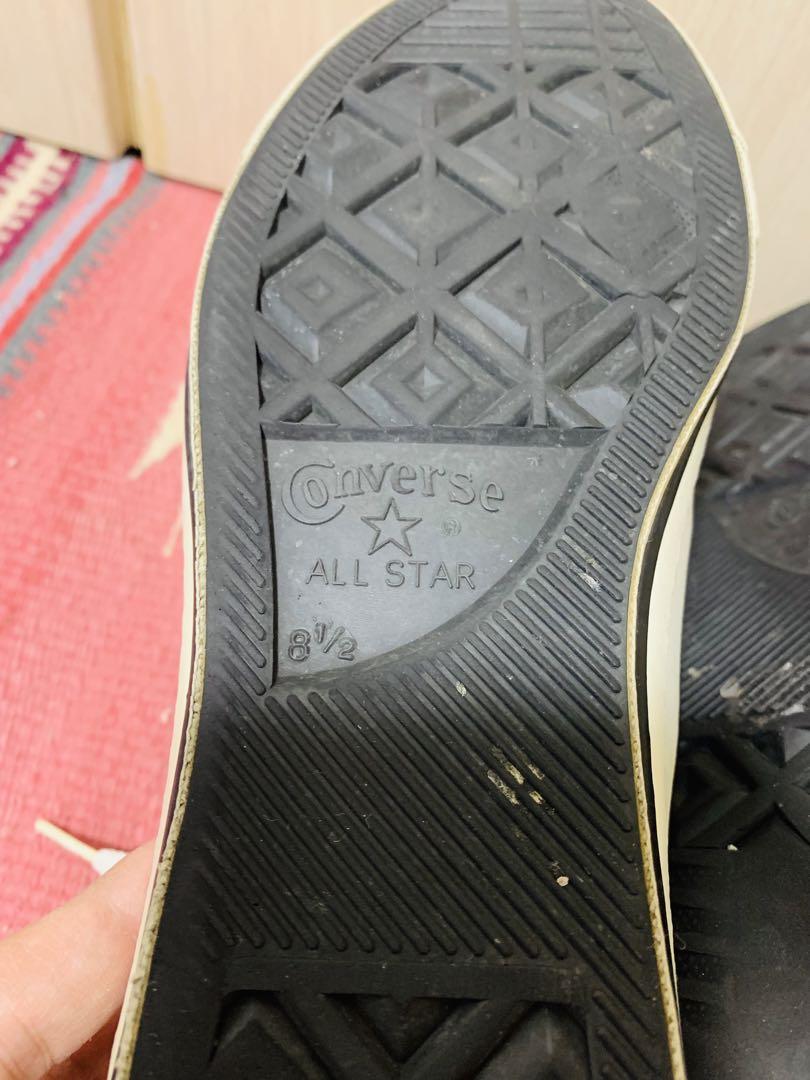 Converse
®
ALL STAR
8 1/2